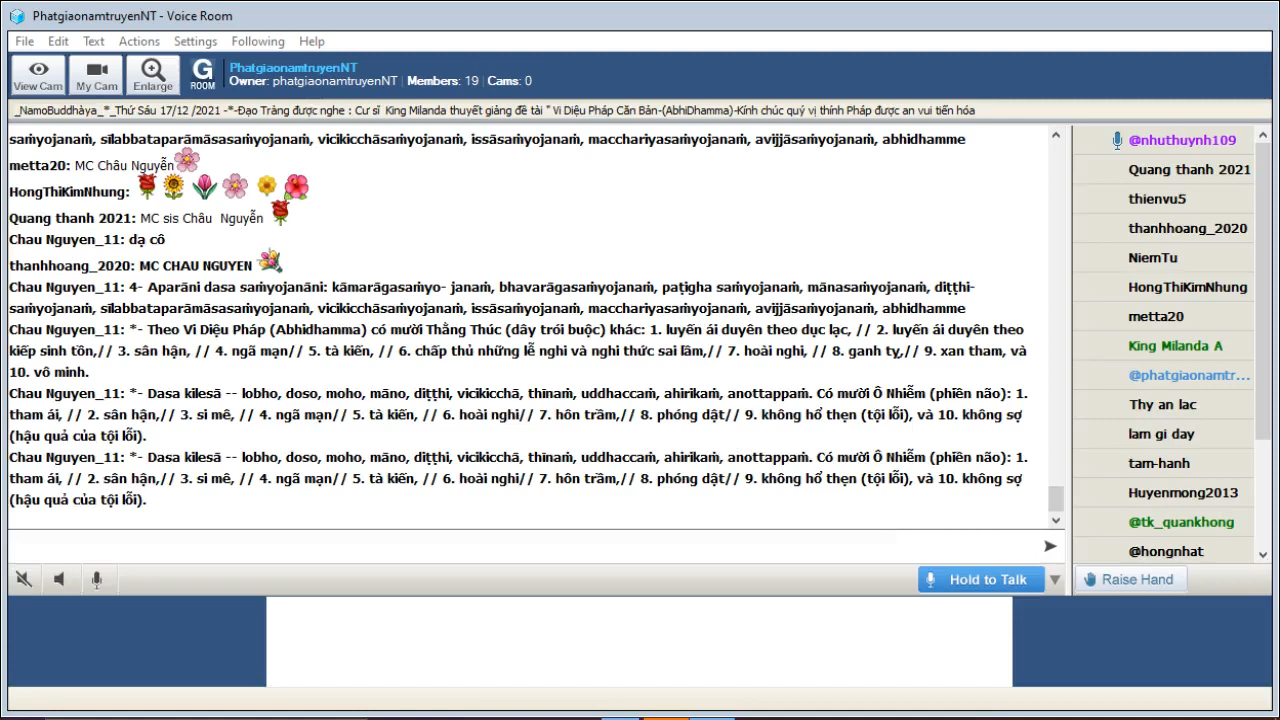 PhatgiaonamtruyenNT - Voice Room
File Edit Text Actions Settings Following Help
View Cam My Cam Enlarge G ROOM
PhatgiaonamtruyenNT
Owner: phatgiaonamtruyenNT | Members: 19 | Cams: 0
_NamoBuddhàya_*_Thứ Sáu 17/12 /2021 -*-Đạo Tràng được nghe : Cư sĩ King Milanda thuyết giảng đề tài " Vi Diệu Pháp Căn Bản-(AbhiDhamma)-Kính chúc quý vị thính Pháp được an vui tiến hóa
saṁyojanaṁ, sīlabbataparāmāsasaṁyojanaṁ, vicikicchāsaṁyojanaṁ, issāsaṁyojanaṁ, macchariyasaṁyojanaṁ, avijjāsaṁyojanaṁ, abhidhamme
metta20: MC Châu Nguyễn
HongThiKimNhung:
Quang thanh 2021: MC sis Châu Nguyễn
Chau Nguyen_11: dạ cô
thanhhoang_2020: MC CHAU NGUYEN
Chau Nguyen_11: 4- Aparāni dasa saṁyojanāni: kāmarāgasaṁyo- janaṁ, bhavarāgasaṁyojanaṁ, paṭigha saṁyojanaṁ, mānasaṁyojanaṁ, diṭṭhi-
saṁyojanaṁ, sīlabbataparāmāsasaṁyojanaṁ, vicikicchāsaṁyojanaṁ, issāsaṁyojanaṁ, macchariyasaṁyojanaṁ, avijjāsaṁyojanaṁ, abhidhamme
Chau Nguyen_11: *- Theo Vi Diệu Pháp (Abhidhamma) có mười Thằng Thúc (dây trói buộc) khác: 1. luyến ái duyên theo dục lạc, // 2. luyến ái duyên theo
kiếp sinh tồn,// 3. sân hận, // 4. ngã mạn// 5. tà kiến, // 6. chấp thủ những lễ nghi và nghi thức sai lầm,// 7. hoài nghi, // 8. ganh tỵ,// 9. xan tham, và
10. vô minh.
Chau Nguyen_11: *- Dasa kilesā -- lobho, doso, moho, māno, diṭṭhi, vicikicchā, thīnaṁ, uddhaccaṁ, ahirikaṁ, anottappaṁ. Có mười Ô Nhiễm (phiền não): 1.
tham ái, // 2. sân hận,// 3. si mê, // 4. ngã mạn// 5. tà kiến, // 6. hoài nghi// 7. hôn trầm,// 8. phóng dật// 9. không hổ thẹn (tội lỗi), và 10. không sợ
(hậu quả của tội lỗi).
Chau Nguyen_11: *- Dasa kilesā -- lobho, doso, moho, māno, diṭṭhi, vicikicchā, thīnaṁ, uddhaccaṁ, ahirikaṁ, anottappaṁ. Có mười Ô Nhiễm (phiền não): 1.
tham ái, // 2. sân hận,// 3. si mê, // 4. ngã mạn// 5. tà kiến, // 6. hoài nghi// 7. hôn trầm,// 8. phóng dật// 9. không hổ thẹn (tội lỗi), và 10. không sợ
(hậu quả của tội lỗi).
@nhuthuynh109
Quang thanh 2021
thienvu5
thanhhoang_2020
NiemTu
HongThiKimNhung
metta20
King Milanda A
@phatgiaonamtr...
Thy an lac
lam gi day
tam-hanh
Huyenmong2013
@tk_quankhong
@hongnhat
Hold to Talk
Raise Hand